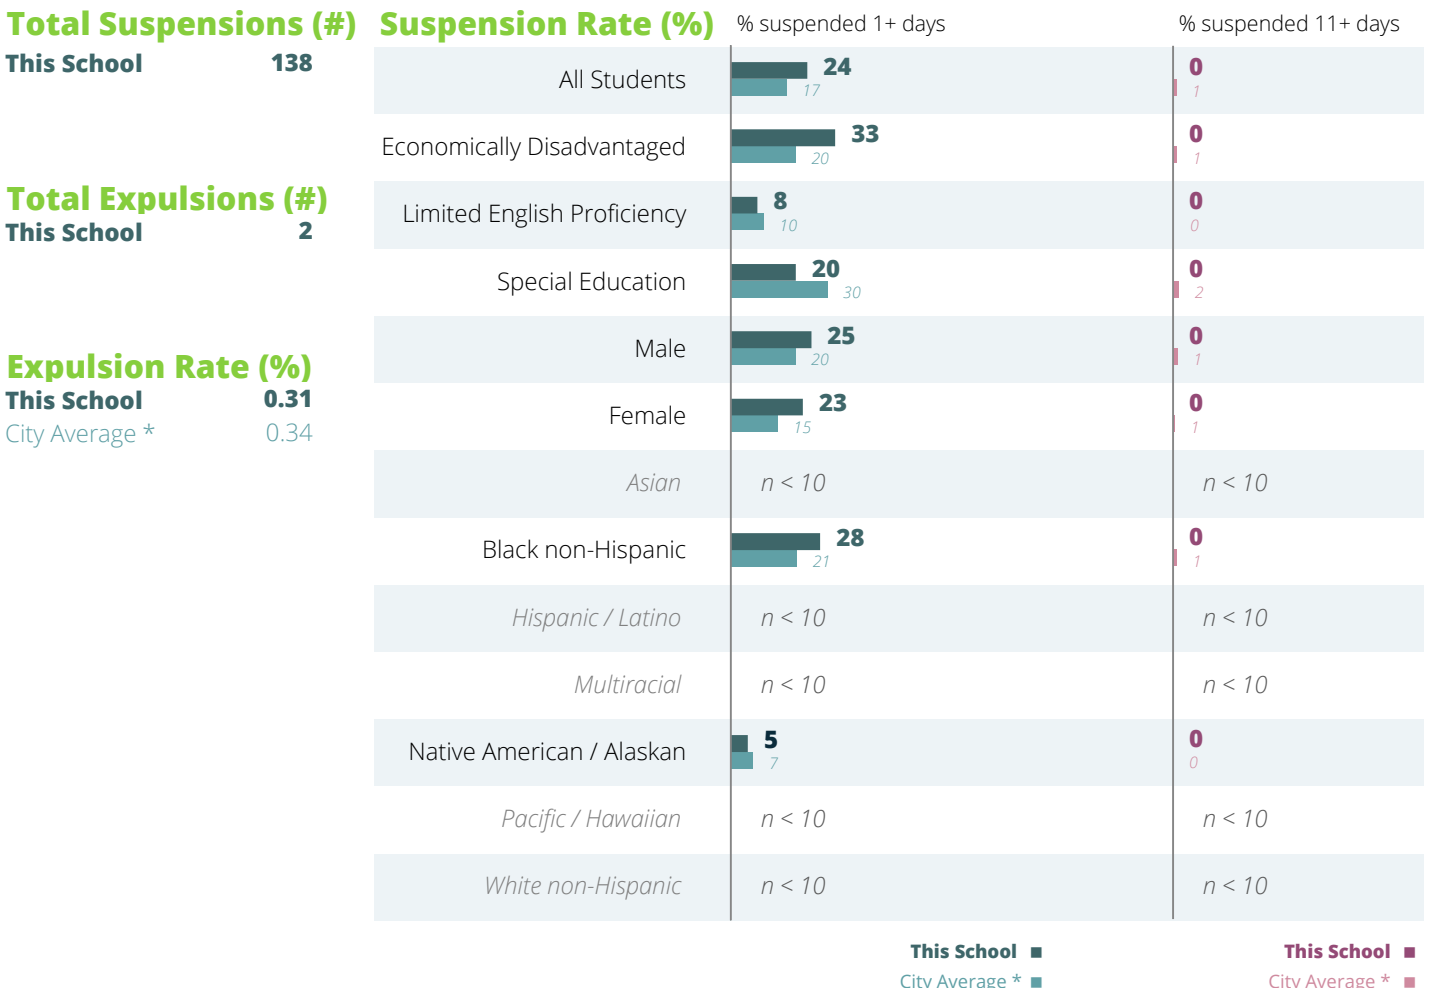 Total Suspensions (#)
This School 138
Total Expulsions (#)
This School 2
Expulsion Rate (%)
This School 0.31
City Average * 0.34
Suspension Rate (%) % suspended 1+ days % suspended 11+ days
All Students 24 0
17 1
Economically Disadvantaged 33 0
20 1
Limited English Proficiency 8 0
10 0
Special Education 20 0
30 2
Male 25 0
20 1
Female 23 0
15 1
Asian n < 10 n < 10
Black non-Hispanic 28 0
21 1
Hispanic / Latino n < 10 n < 10
Multiracial n < 10 n < 10
Native American / Alaskan 5 0
7 0
Pacific / Hawaiian n < 10 n < 10
White non-Hispanic n < 10 n < 10
This School This School
City Average * City Average *